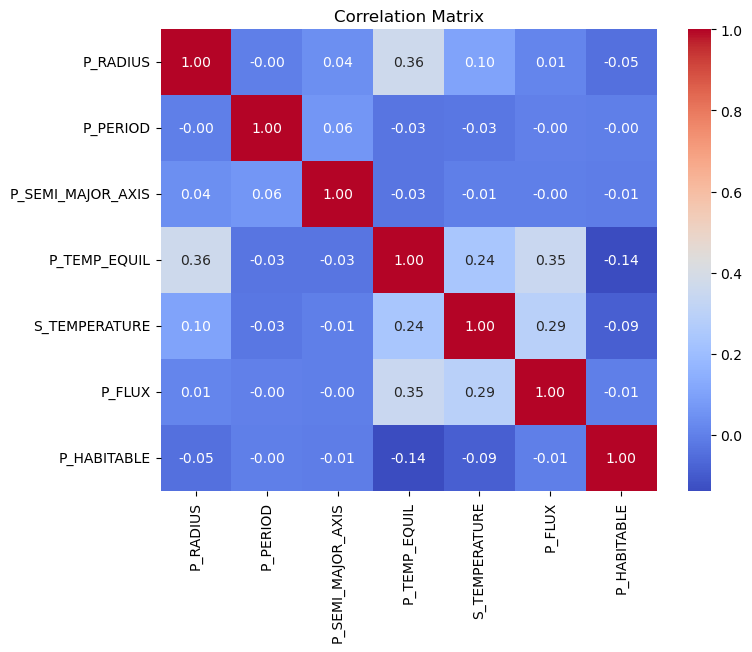 Correlation Matrix
P_RADIUS 1.00 -0.00 0.04 0.36 0.10 0.01 -0.05
P_PERIOD -0.00 1.00 0.06 -0.03 -0.03 -0.00 -0.00
P_SEMI_MAJOR_AXIS 0.04 0.06 1.00 -0.03 -0.01 -0.00 -0.01
P_TEMP_EQUIL 0.36 -0.03 -0.03 1.00 0.24 0.35 -0.14
S_TEMPERATURE 0.10 -0.03 -0.01 0.24 1.00 0.29 -0.09
P_FLUX 0.01 -0.00 -0.00 0.35 0.29 1.00 -0.01
P_HABITABLE -0.05 -0.00 -0.01 -0.14 -0.09 -0.01 1.00
P_RADIUS
P_PERIOD
P_SEMI_MAJOR_AXIS
P_TEMP_EQUIL
S_TEMPERATURE
P_FLUX
P_HABITABLE
1.0
0.8
0.6
0.4
0.2
0.0